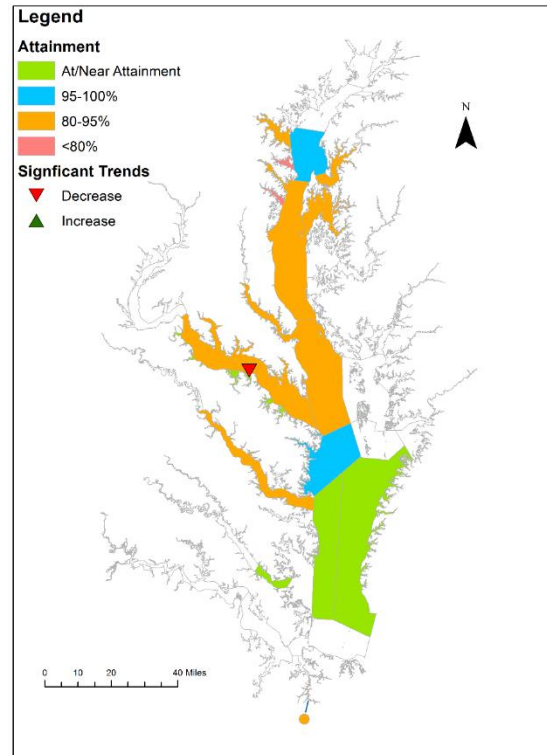 Legend
Attainment
At/Near Attainment
95-100%
80-95%
<80%
Signficant Trends
Decrease
Increase
N
0 10 20 40 Miles